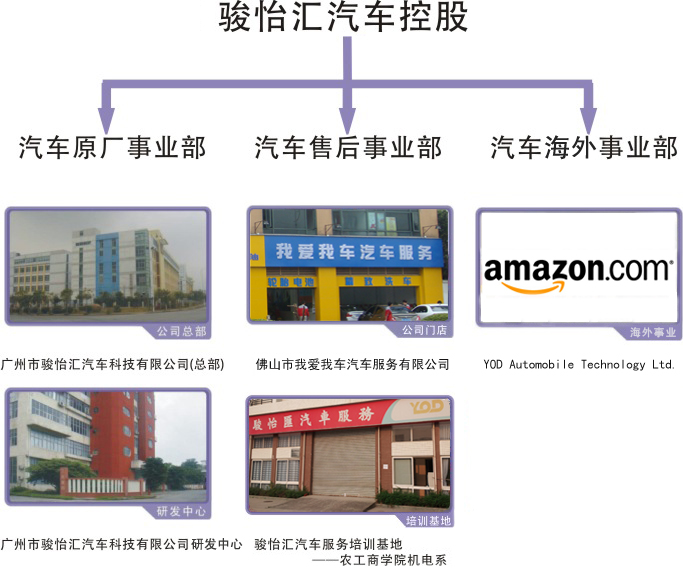 骏怡汇汽车控股
汽车原厂事业部
汽车售后事业部
汽车海外事业部
我爱我车汽车服务
轮胎电池
amazon.com
公司总部
公司门店
海外事业
广州市骏怡汇汽车科技有限公司(总部)
佛山市我爱我车汽车服务有限公司
YOD Automobile Technology Ltd.
YOD
骏怡匯汽車服務
研发中心
培训基地
广州市骏怡汇汽车科技有限公司研发中心
骏怡汇汽车服务培训基地
——农工商学院机电系